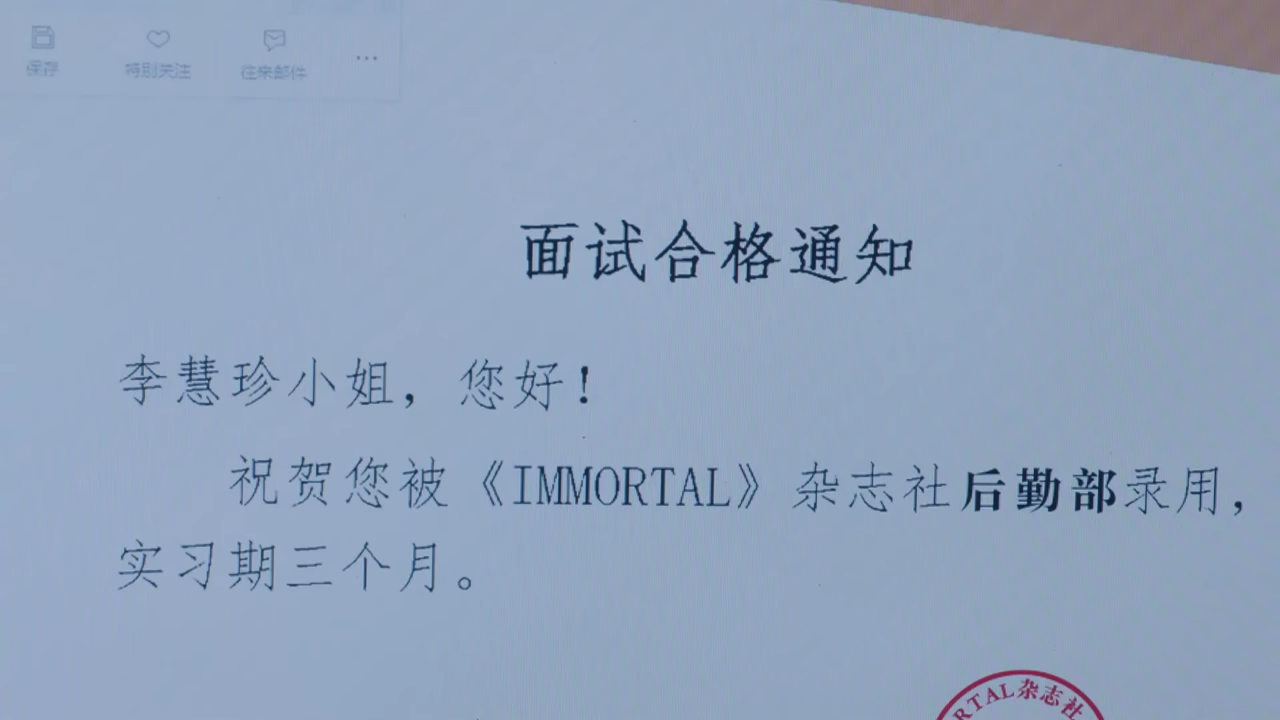 保存 特别关注 往来邮件 ...
面试合格通知
李慧珍小姐，您好！
祝贺您被《IMMORTAL》杂志社后勤部录用，
实习期三个月。
RTAL杂志社